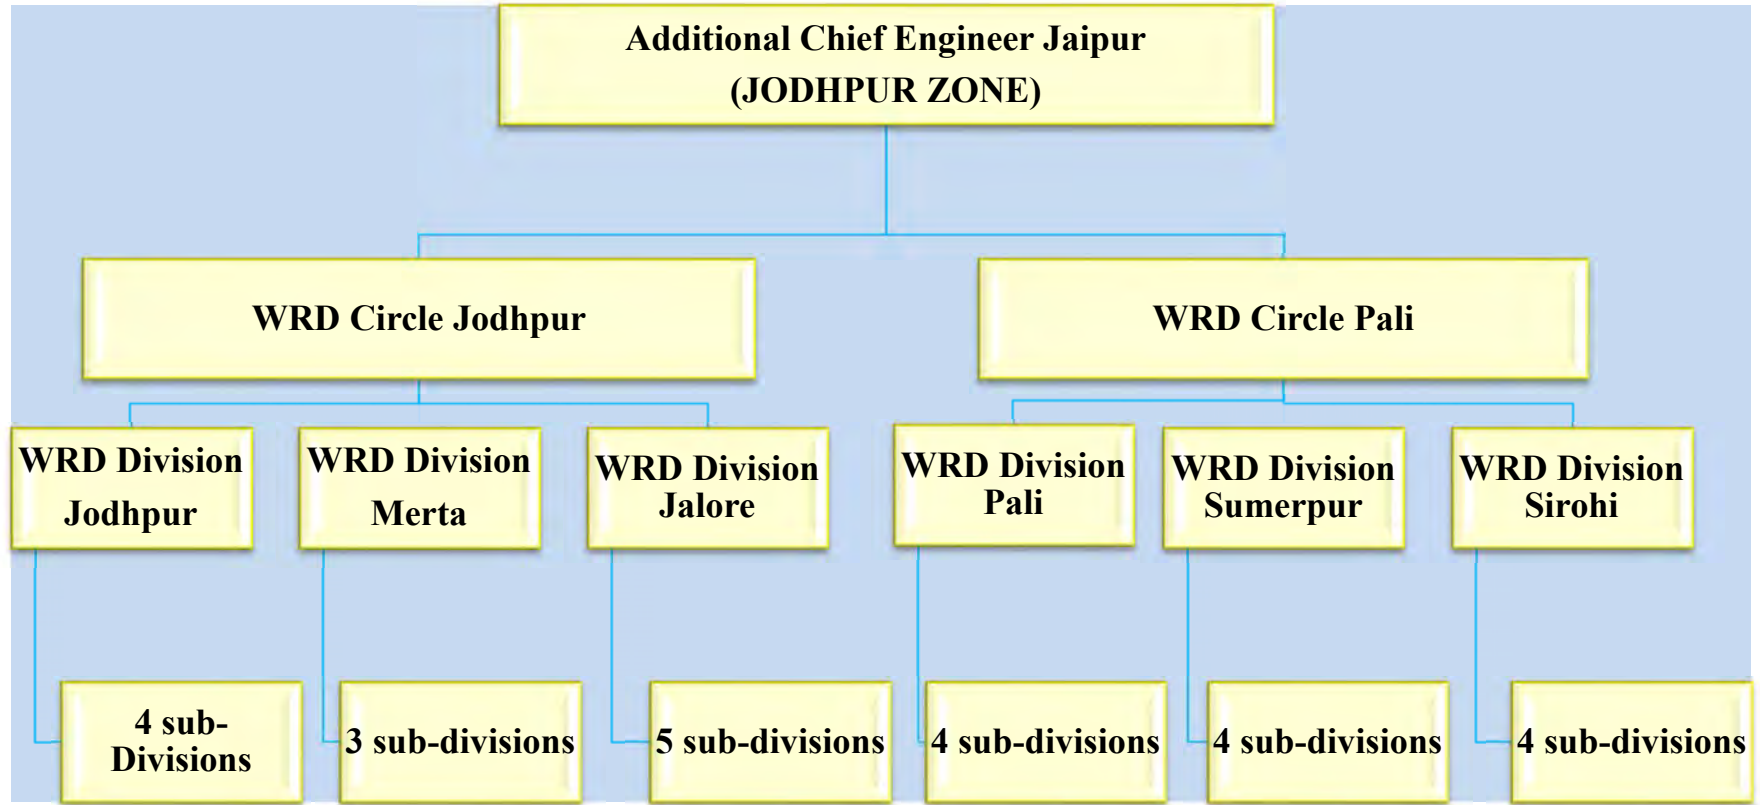 Additional Chief Engineer Jaipur
(JODHPUR ZONE)
WRD Circle Jodhpur
WRD Circle Pali
WRD Division
Jodhpur
WRD Division
Merta
WRD Division
Jalore
WRD Division
Pali
WRD Division
Sumerpur
WRD Division
Sirohi
4 sub-
Divisions
3 sub-divisions
5 sub-divisions
4 sub-divisions
4 sub-divisions
4 sub-divisions